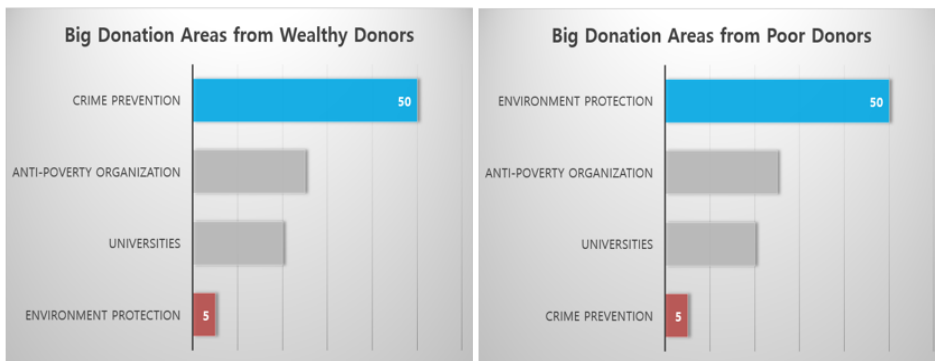 Big Donation Areas from Wealthy Donors
CRIME PREVENTION
50
ANTI-POVERTY ORGANIZATION
UNIVERSITIES
ENVIRONMENT PROTECTION
5
Big Donation Areas from Poor Donors
ENVIRONMENT PROTECTION
50
ANTI-POVERTY ORGANIZATION
UNIVERSITIES
CRIME PREVENTION
5